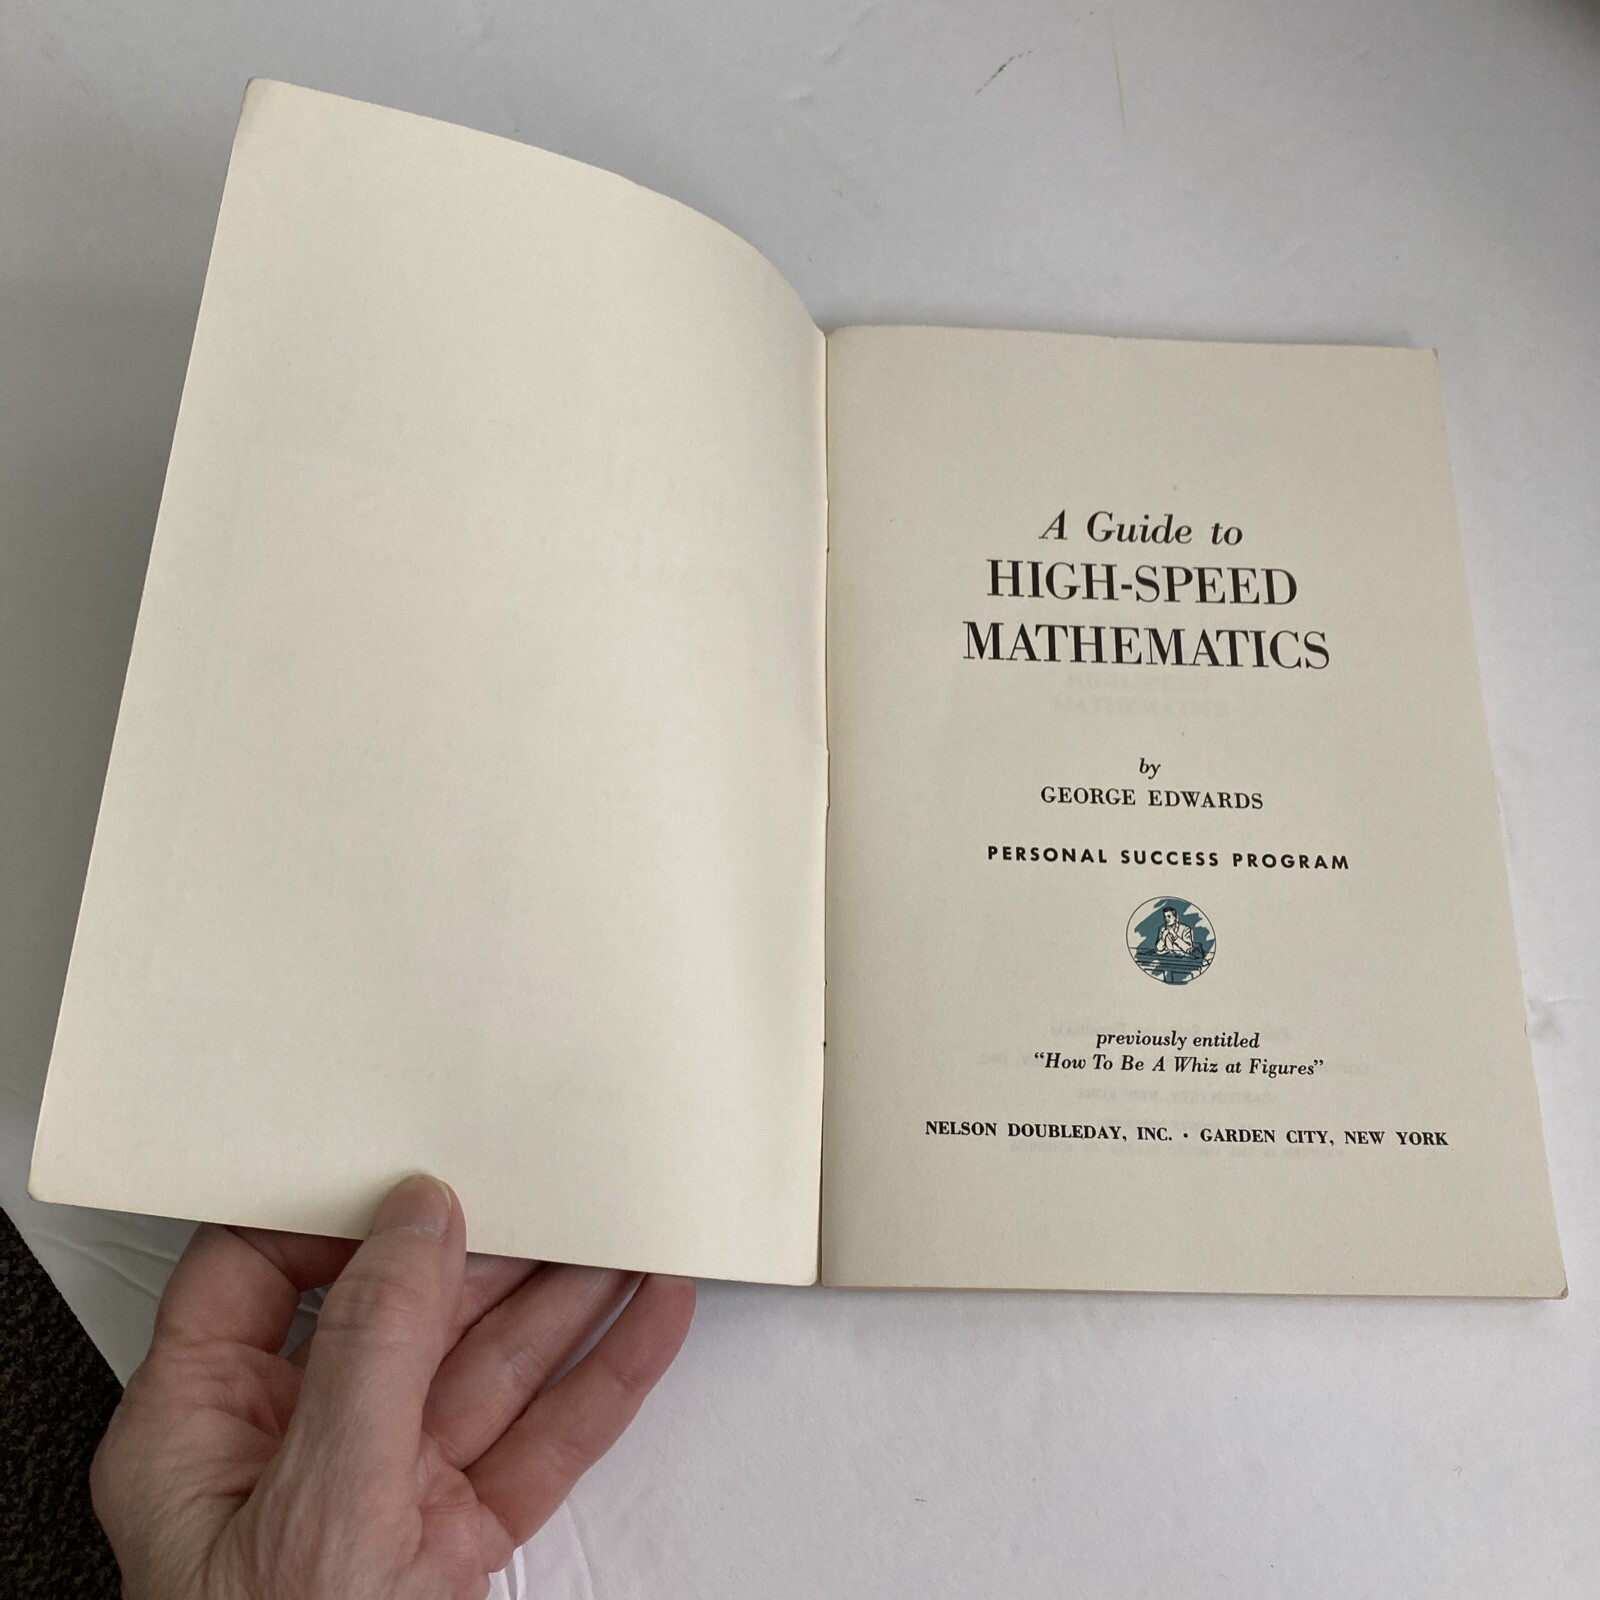 A Guide to
HIGH-SPEED
MATHEMATICS
by
GEORGE EDWARDS
PERSONAL SUCCESS PROGRAM
previously entitled
“How To Be A Whiz at Figures”
NELSON DOUBLEDAY, INC. • GARDEN CITY, NEW YORK